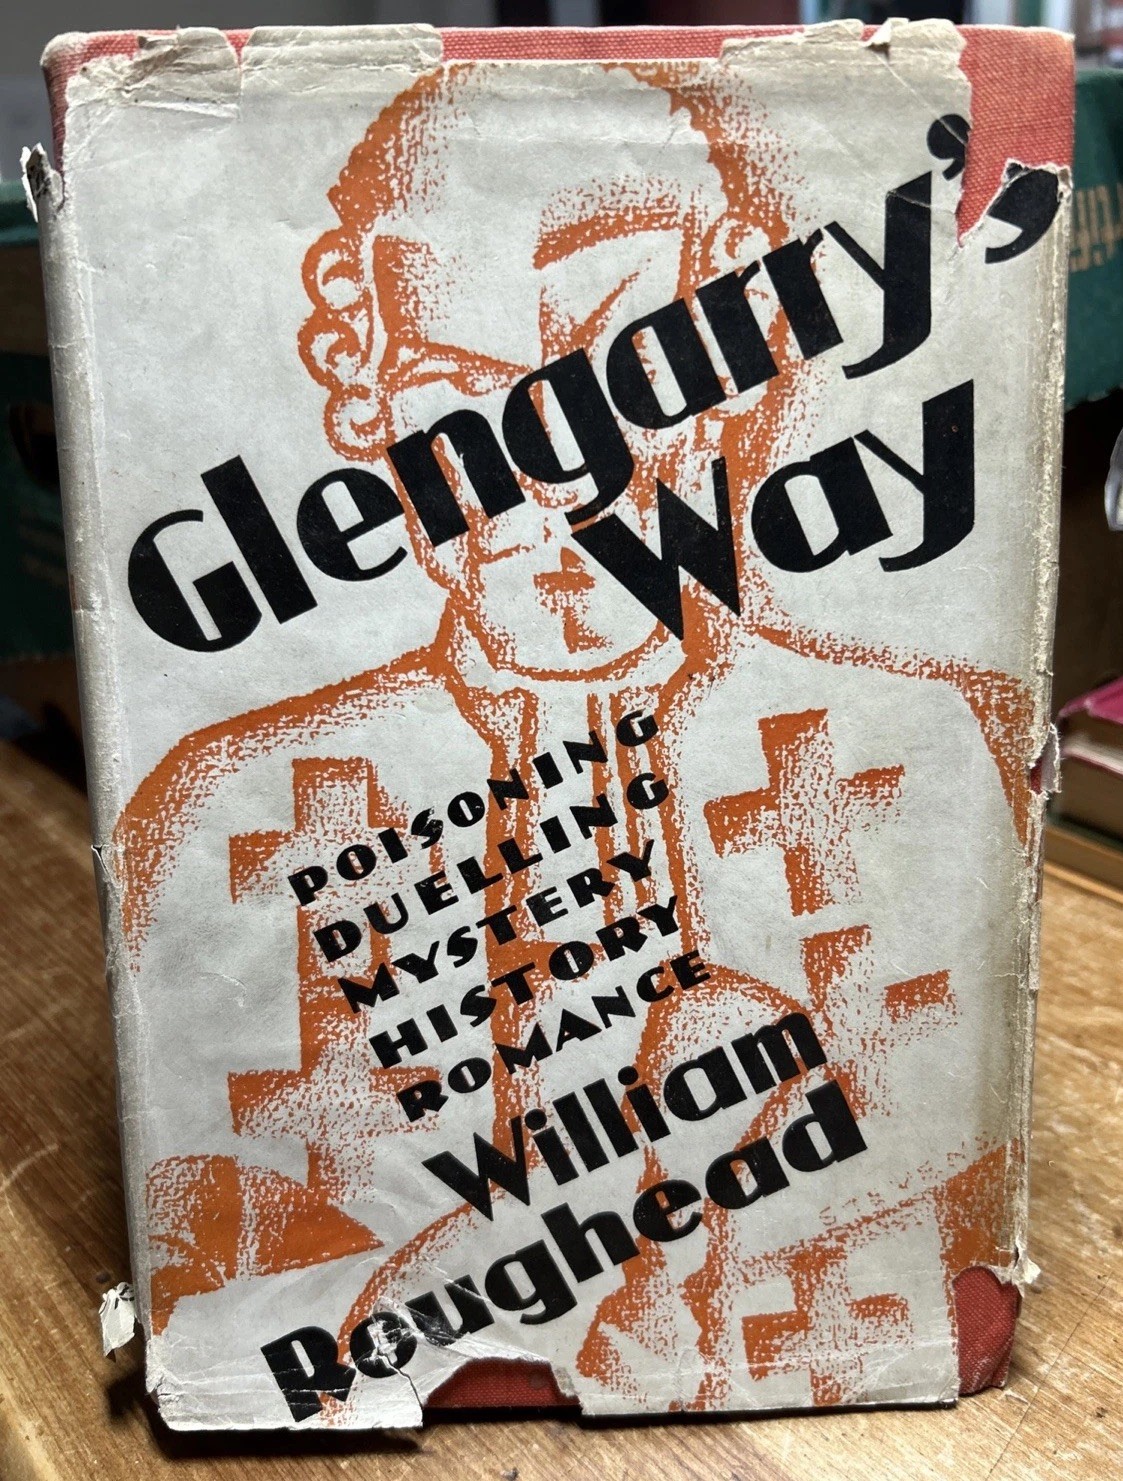 Glengarry's
Way
POISONING
DUELLING
MYSTERY
HISTORY
ROMANCE
William
Roughead